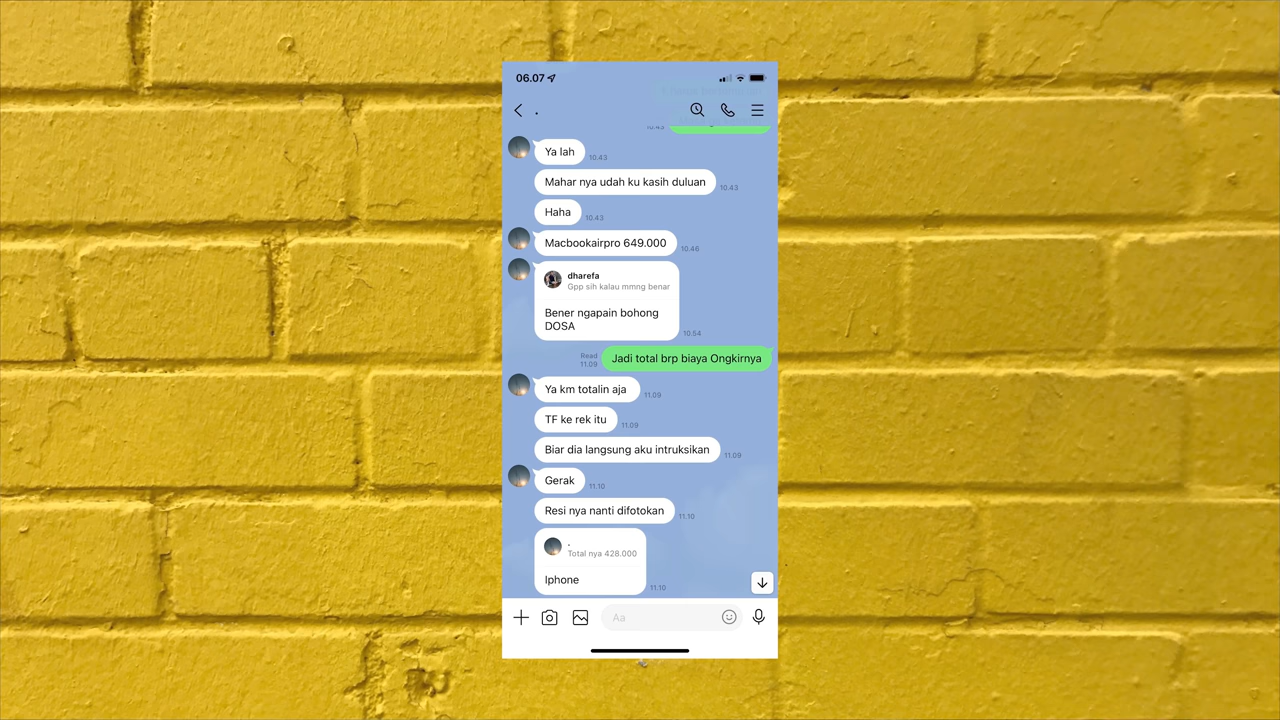 06.07
.
10.43
Ya lah
10.43
Mahar nya udah ku kasih duluan
10.43
Haha
10.43
Macbookairpro 649.000
10.46
dharefa
Gpp sih kalau mmng benar
Bener ngapain bohong
DOSA
10.54
Read
11.09
Jadi total brp biaya Ongkirnya
Ya km totalin aja
11.09
TF ke rek itu
11.09
Biar dia langsung aku intruksikan
11.09
Gerak
11.10
Resi nya nanti difotokan
11.10
.
Total nya 428.000
Iphone
11.10
Aa